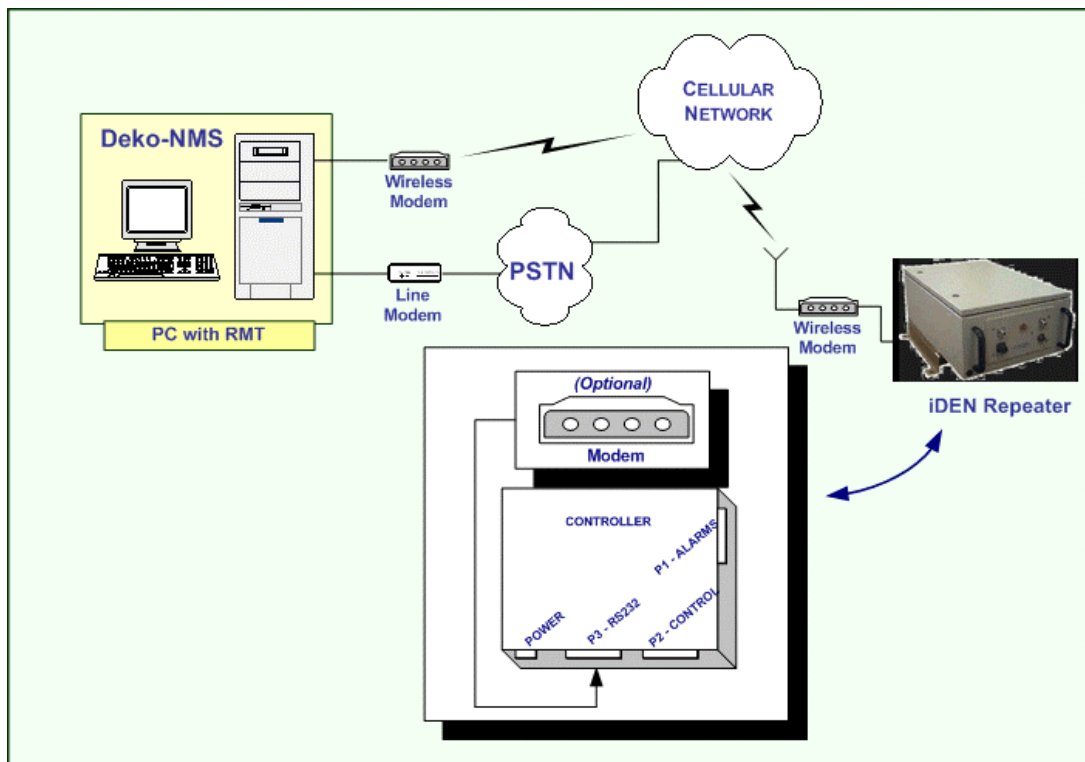 CELLULAR
NETWORK
Deko-NMS
Wireless
Modem
PSTN
Line
Modem
PC with RMT
Wireless
Modem
iDEN Repeater
(Optional)
Modem
CONTROLLER
P1 - ALARMS
POWER
P3 - RS232
P2 - CONTROL